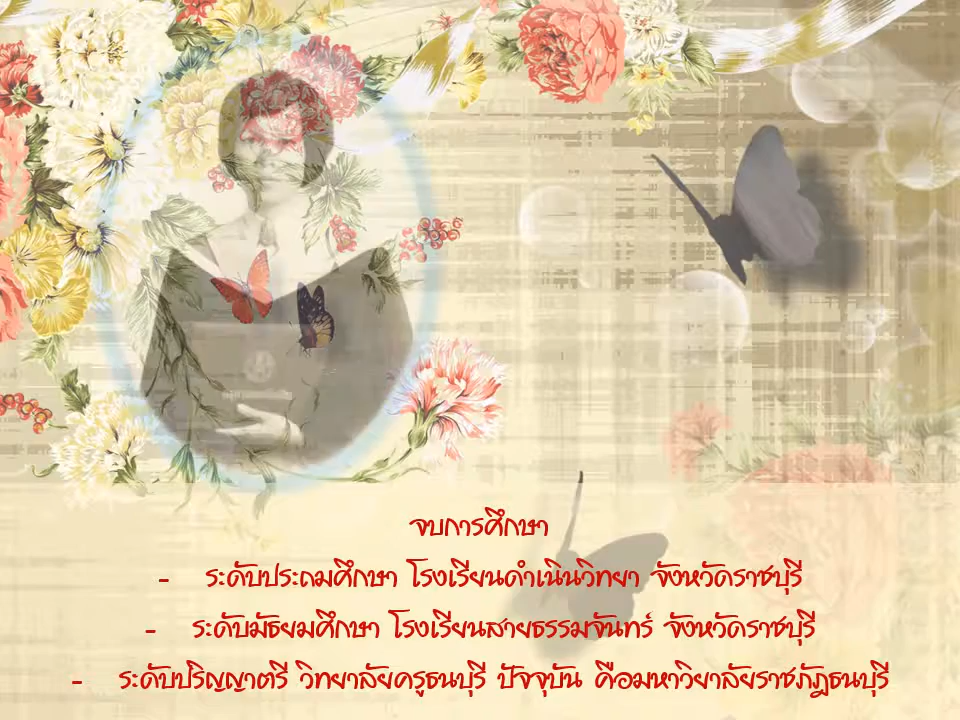 จบการศึกษา
- ระดับประถมศึกษา โรงเรียนดำเนินวิทยา จังหวัดราชบุรี
- ระดับมัธยมศึกษา โรงเรียนสายธรรมจันทร์ จังหวัดราชบุรี
- ระดับปริญญาตรี วิทยาลัยครูธนบุรี ปัจจุบัน คือมหาวิยาลัยราชภัฎธนบุรี